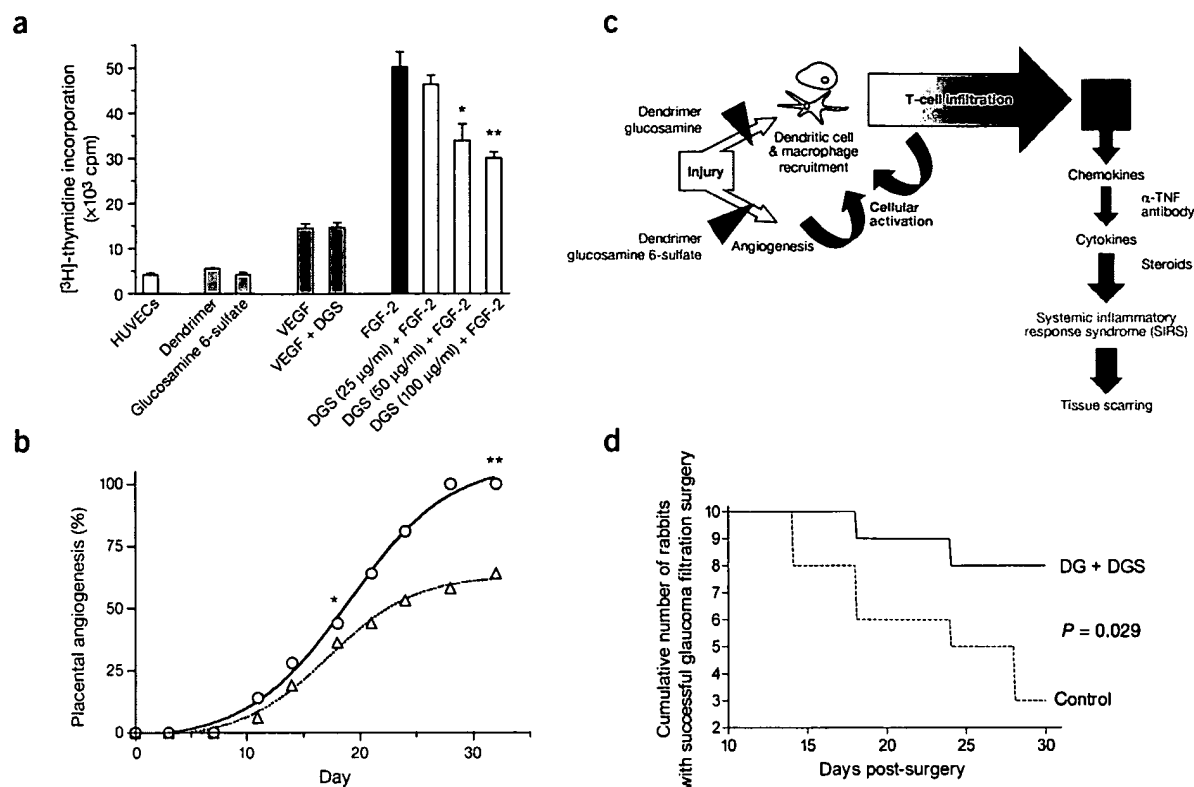 a
[³H]-thymidine incorporation
(×10³ cpm)
50
40
30
20
10
0
HUVECs
Dendrimer
Glucosamine 6-sulfate
VEGF
VEGF + DGS
FGF-2
DGS (25 µg/ml) + FGF-2
DGS (50 µg/ml) + FGF-2
DGS (100 µg/ml) + FGF-2
*
**
b
Placental angiogenesis (%)
100
75
50
25
0
0
10
20
30
Day
*
**
c
Dendrimer
glucosamine
Injury
Dendrimer
glucosamine 6-sulfate
Dendritic cell
& macrophage
recruitment
Angiogenesis
Cellular
activation
T-cell infiltration
Chemokines
α-TNF
antibody
Cytokines
Steroids
Systemic inflammatory
response syndrome (SIRS)
Tissue scarring
d
Cumulative number of rabbits
with successful glaucoma filtration surgery
10
9
8
7
6
5
4
3
2
10
15
20
25
30
Days post-surgery
DG + DGS
P = 0.029
Control